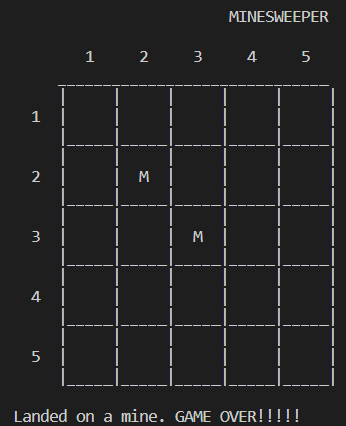 MINESWEEPER
1 2 3 4 5
1
2 M
3 M
4
5
Landed on a mine. GAME OVER!!!!!